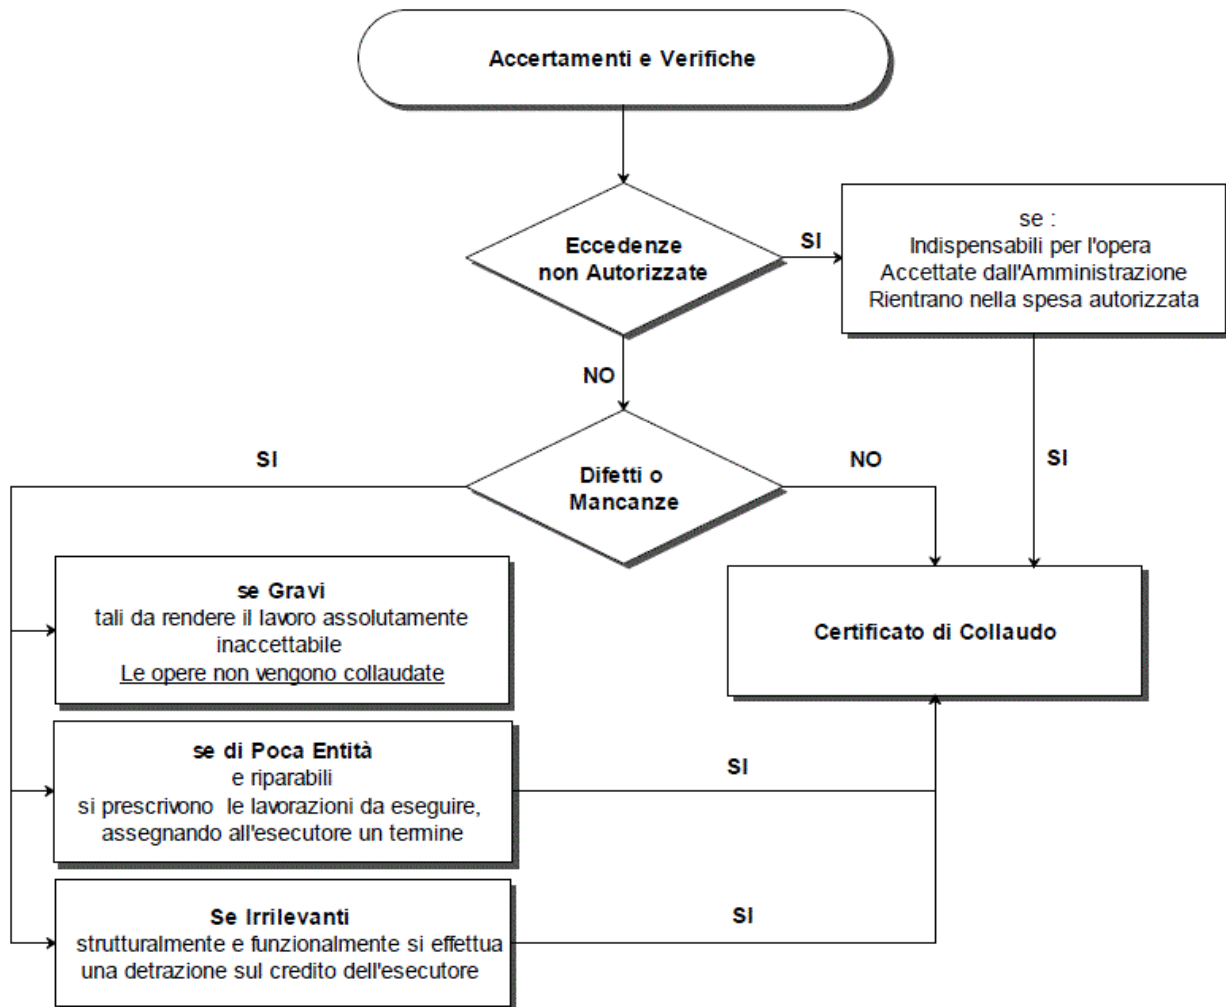 Accertamenti e Verifiche
Eccedenze
non Autorizzate
SI
se :
Indispensabili per l'opera
Accettate dall'Amministrazione
Rientrano nella spesa autorizzata
NO
SI
Difetti o
Mancanze
NO
SI
se Gravi
tali da rendere il lavoro assolutamente
inaccettabile
Le opere non vengono collaudate
Certificato di Collaudo
se di Poca Entità
e riparabili
si prescrivono le lavorazioni da eseguire,
assegnando all'esecutore un termine
SI
Se Irrilevanti
strutturalmente e funzionalmente si effettua
una detrazione sul credito dell'esecutore
SI